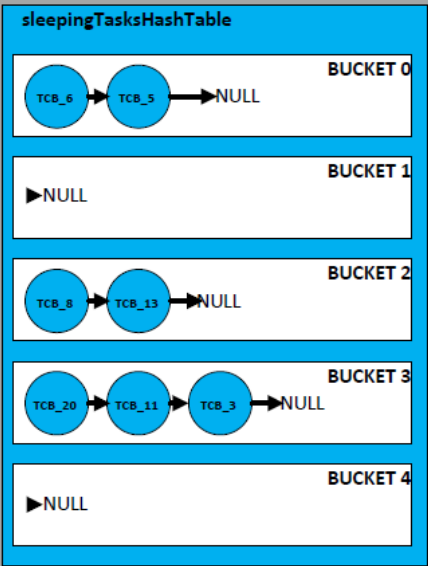 sleepingTasksHashTable
BUCKET 0
TCB_6 TCB_5 NULL
BUCKET 1
NULL
BUCKET 2
TCB_8 TCB_13 NULL
BUCKET 3
TCB_20 TCB_11 TCB_3 NULL
BUCKET 4
NULL